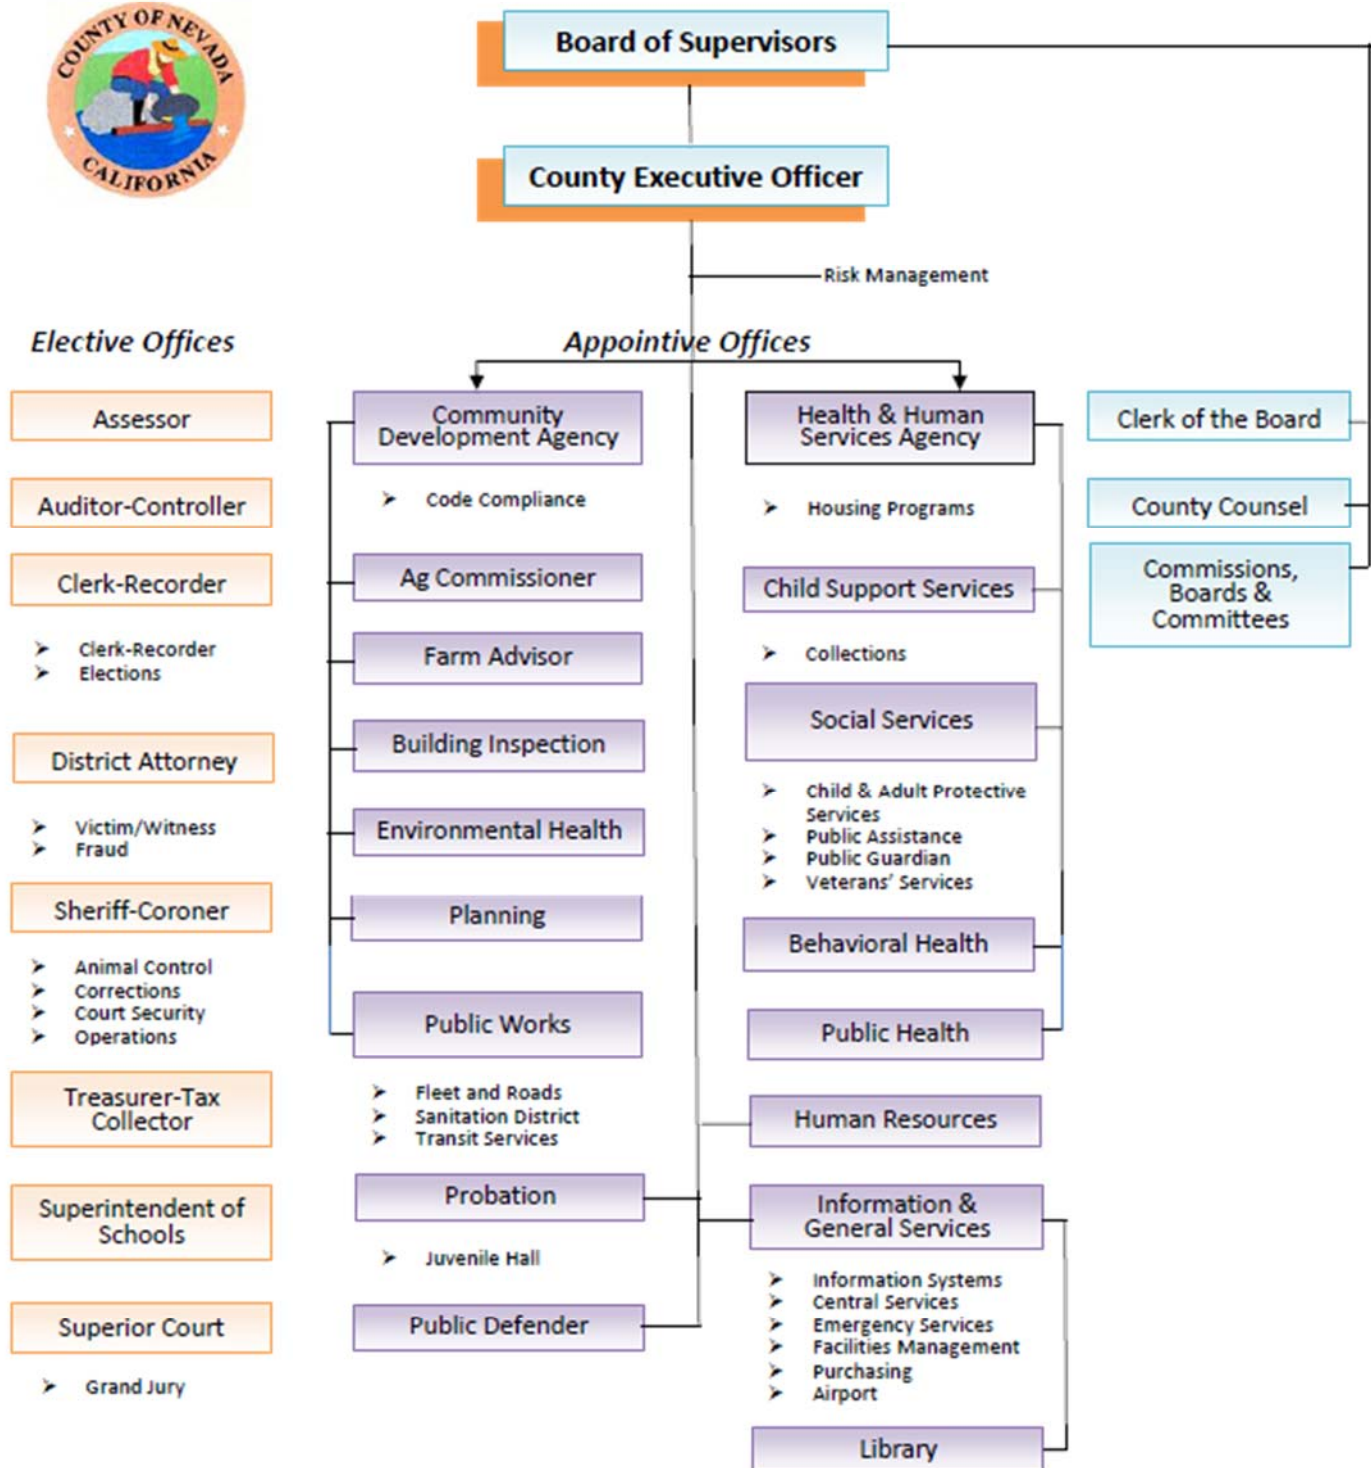 COUNTY OF NEVADA
CALIFORNIA
Board of Supervisors
County Executive Officer
Risk Management
Elective Offices
Appointive Offices
Assessor
Auditor-Controller
Clerk-Recorder
➤ Clerk-Recorder
➤ Elections
District Attorney
➤ Victim/Witness
➤ Fraud
Sheriff-Coroner
➤ Animal Control
➤ Corrections
➤ Court Security
➤ Operations
Treasurer-Tax
Collector
Superintendent of
Schools
Superior Court
➤ Grand Jury
Community
Development Agency
➤ Code Compliance
Ag Commissioner
Farm Advisor
Building Inspection
Environmental Health
Planning
Public Works
➤ Fleet and Roads
➤ Sanitation District
➤ Transit Services
Probation
➤ Juvenile Hall
Public Defender
Health & Human
Services Agency
➤ Housing Programs
Child Support Services
➤ Collections
Social Services
➤ Child & Adult Protective
Services
➤ Public Assistance
➤ Public Guardian
➤ Veterans’ Services
Behavioral Health
Public Health
Human Resources
Information &
General Services
➤ Information Systems
➤ Central Services
➤ Emergency Services
➤ Facilities Management
➤ Purchasing
➤ Airport
Library
Clerk of the Board
County Counsel
Commissions,
Boards &
Committees